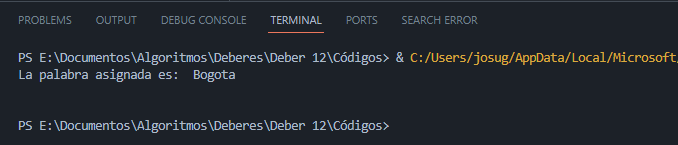 PROBLEMS OUTPUT DEBUG CONSOLE TERMINAL PORTS SEARCH ERROR
PS E:\Documentos\Algoritmos\Deberes\Deber 12\Códigos> & C:/Users/josug/AppData/Local/Microsoft/
La palabra asignada es:  Bogota
PS E:\Documentos\Algoritmos\Deberes\Deber 12\Códigos>